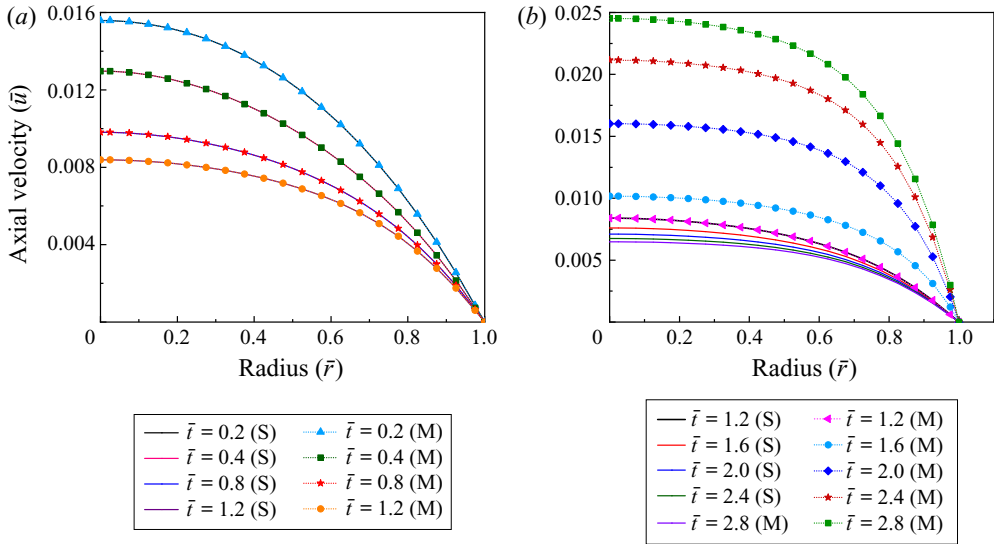 (a)
0.016
0.012
0.008
0.004
Axial velocity (ū)
0
0.2
0.4
0.6
0.8
1.0
Radius (r̄)
t̄ = 0.2 (S)
t̄ = 0.4 (S)
t̄ = 0.8 (S)
t̄ = 1.2 (S)
t̄ = 0.2 (M)
t̄ = 0.4 (M)
t̄ = 0.8 (M)
t̄ = 1.2 (M)
(b)
0.025
0.020
0.015
0.010
0.005
0
0.2
0.4
0.6
0.8
1.0
Radius (r̄)
t̄ = 1.2 (S)
t̄ = 1.6 (S)
t̄ = 2.0 (S)
t̄ = 2.4 (S)
t̄ = 2.8 (M)
t̄ = 1.2 (M)
t̄ = 1.6 (M)
t̄ = 2.0 (M)
t̄ = 2.4 (M)
t̄ = 2.8 (M)